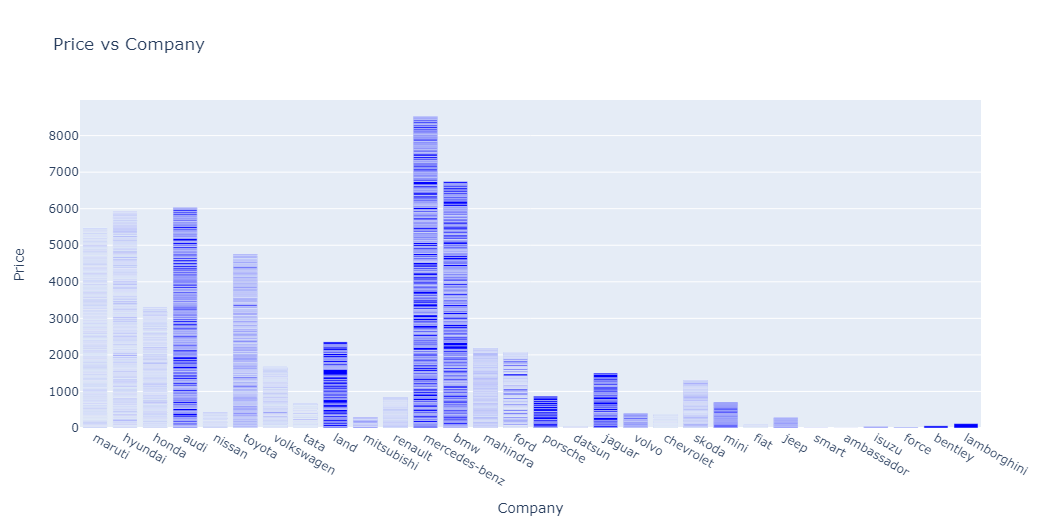 Price vs Company
8000
7000
6000
5000
4000
3000
2000
1000
0
Price
maruti
hyundai
honda
audi
nissan
toyota
volkswagen
tata
land
mitsubishi
renault
mercedes-benz
bmw
mahindra
ford
porsche
datsun
jaguar
volvo
chevrolet
skoda
mini
fiat
jeep
smart
ambassador
isuzu
force
bentley
lamborghini
Company